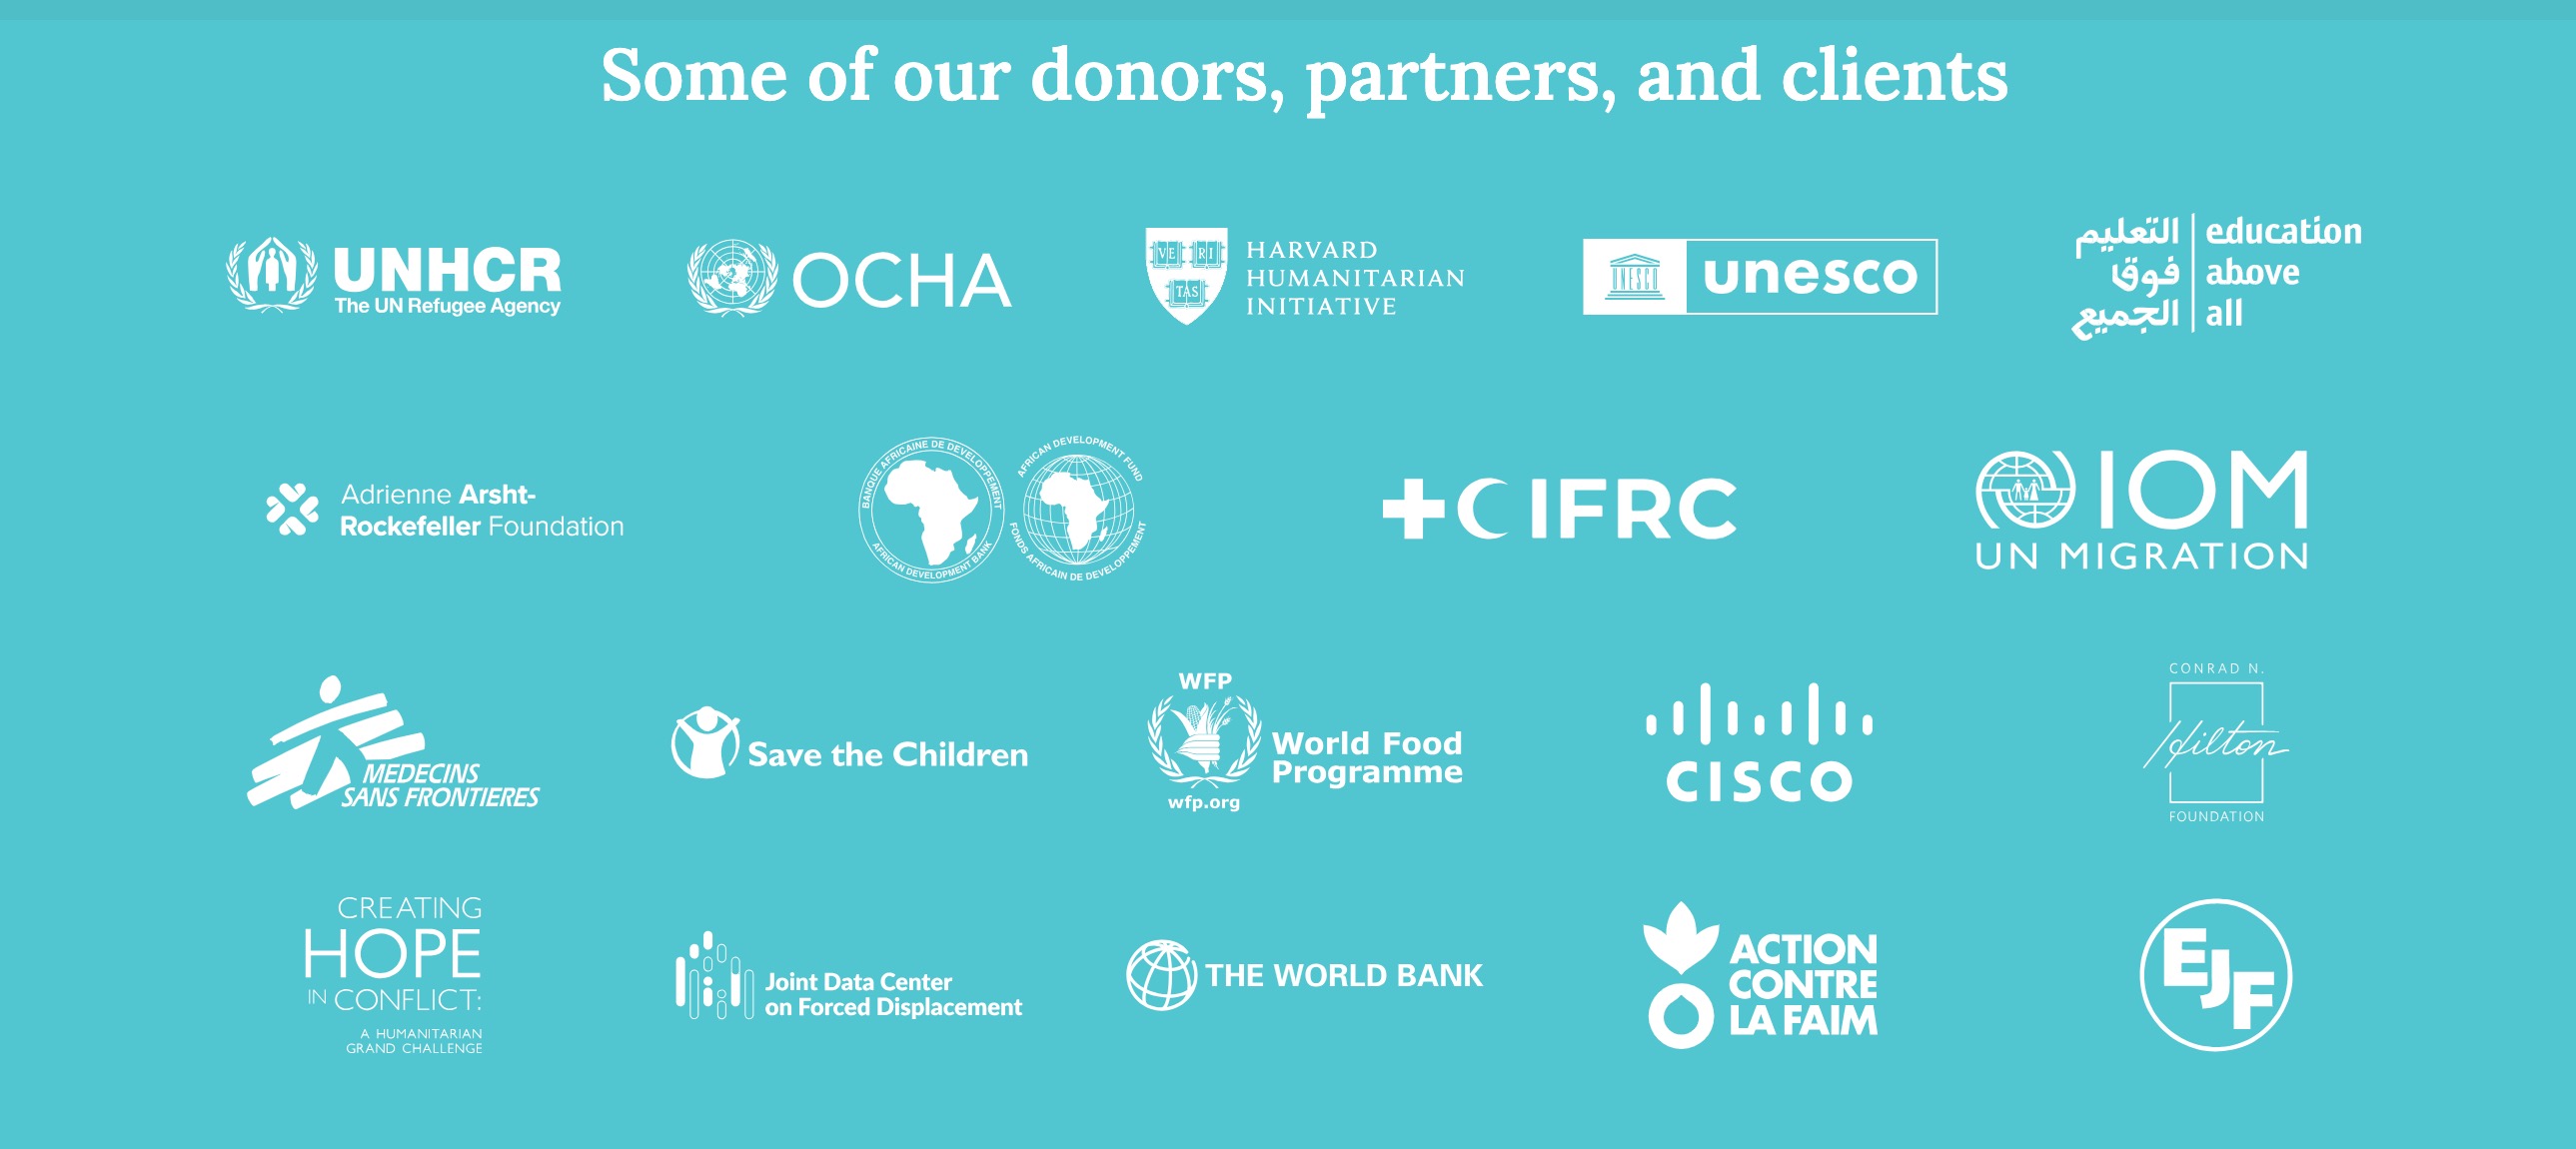 Some of our donors, partners, and clients
UNHCR
The UN Refugee Agency
OCHA
VE RI
TAS
HARVARD
HUMANITARIAN
INITIATIVE
UNESCO
unesco
التعليم
فوق
الجميع
education
above
all
Adrienne Arsht-
Rockefeller Foundation
BANQUE AFRICAINE DE DEVELOPPEMENT
AFRICAN DEVELOPMENT BANK
AFRICAN DEVELOPMENT FUND
FONDS AFRICAIN DE DEVELOPPEMENT
IFRC
IOM
UN MIGRATION
MEDECINS
SANS FRONTIERES
Save the Children
WFP
wfp.org
World Food
Programme
CISCO
CONRAD N.
Hilton
FOUNDATION
CREATING
HOPE
IN CONFLICT:
A HUMANITARIAN
GRAND CHALLENGE
Joint Data Center
on Forced Displacement
THE WORLD BANK
ACTION
CONTRE
LA FAIM
EJF